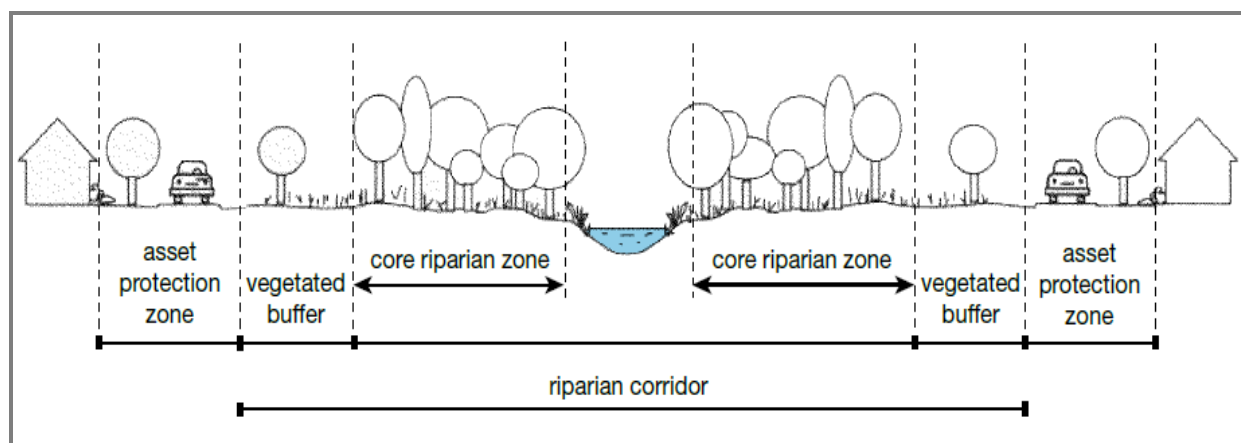 asset
protection
zone
vegetated
buffer
core riparian zone
core riparian zone
vegetated
buffer
asset
protection
zone
riparian corridor